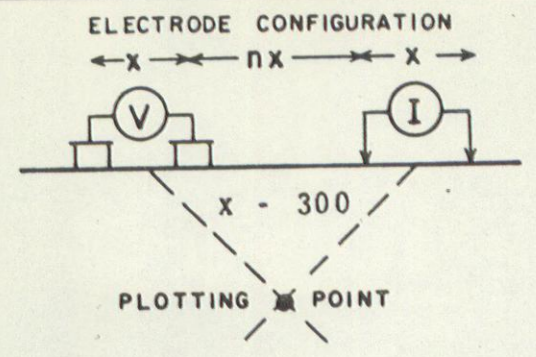 ELECTRODE CONFIGURATION
x nx x
V I
x - 300
PLOTTING POINT